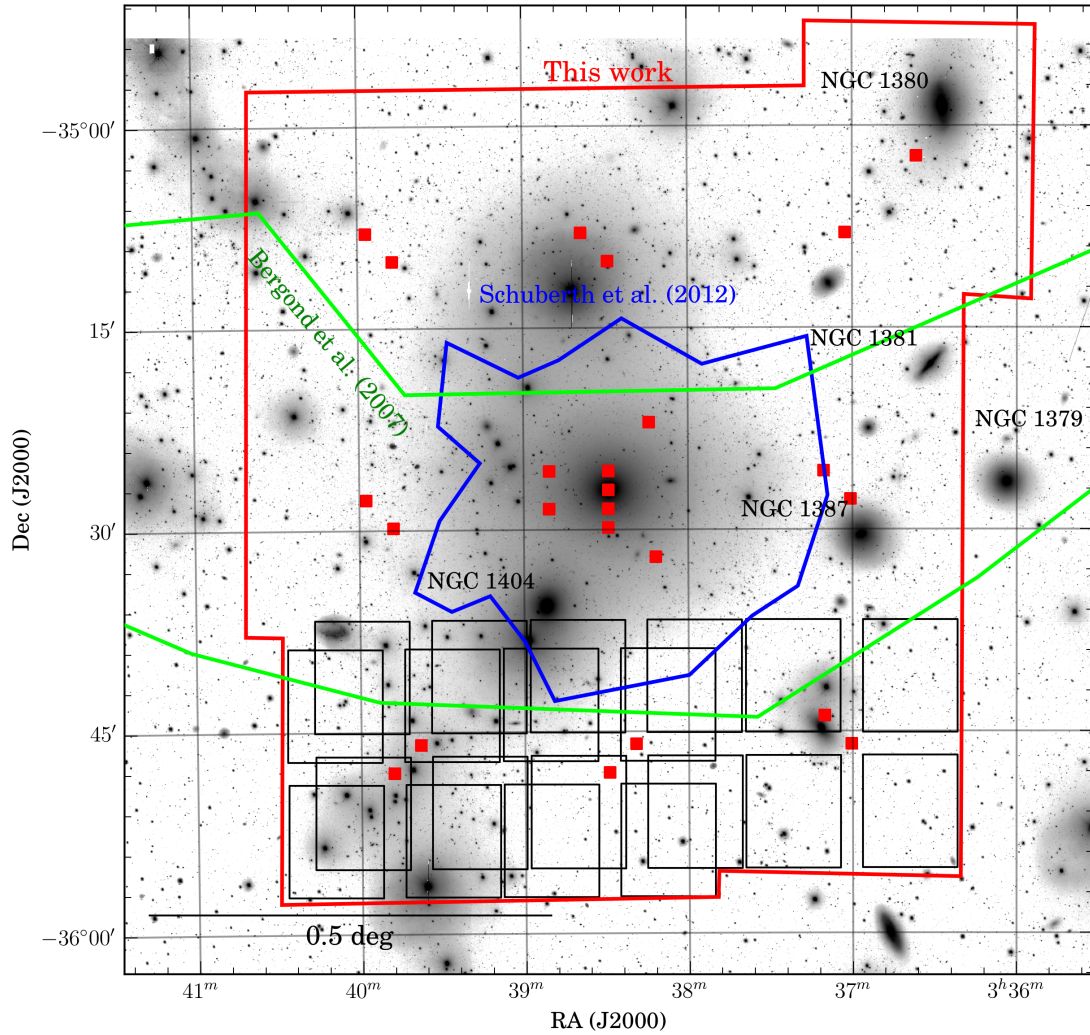 This work
NGC 1380
−35°00′
Bergond et al. (2007)
Schuberth et al. (2012)
15′
NGC 1381
NGC 1379
NGC 1387
30′
NGC 1404
45′
−36°00′
0.5 deg
41m
40m
39m
38m
37m
3h36m
Dec (J2000)
RA (J2000)